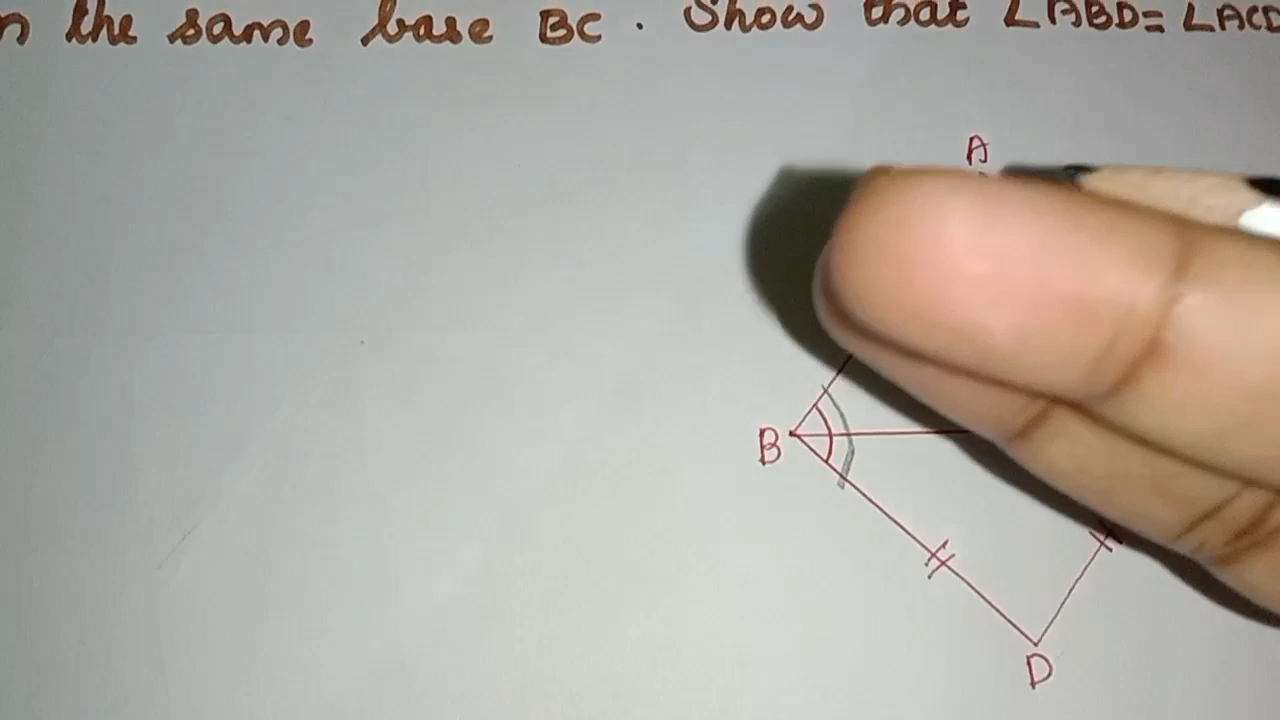 the same base BC. Show that ∠ABD = ∠ACD
A
B
D